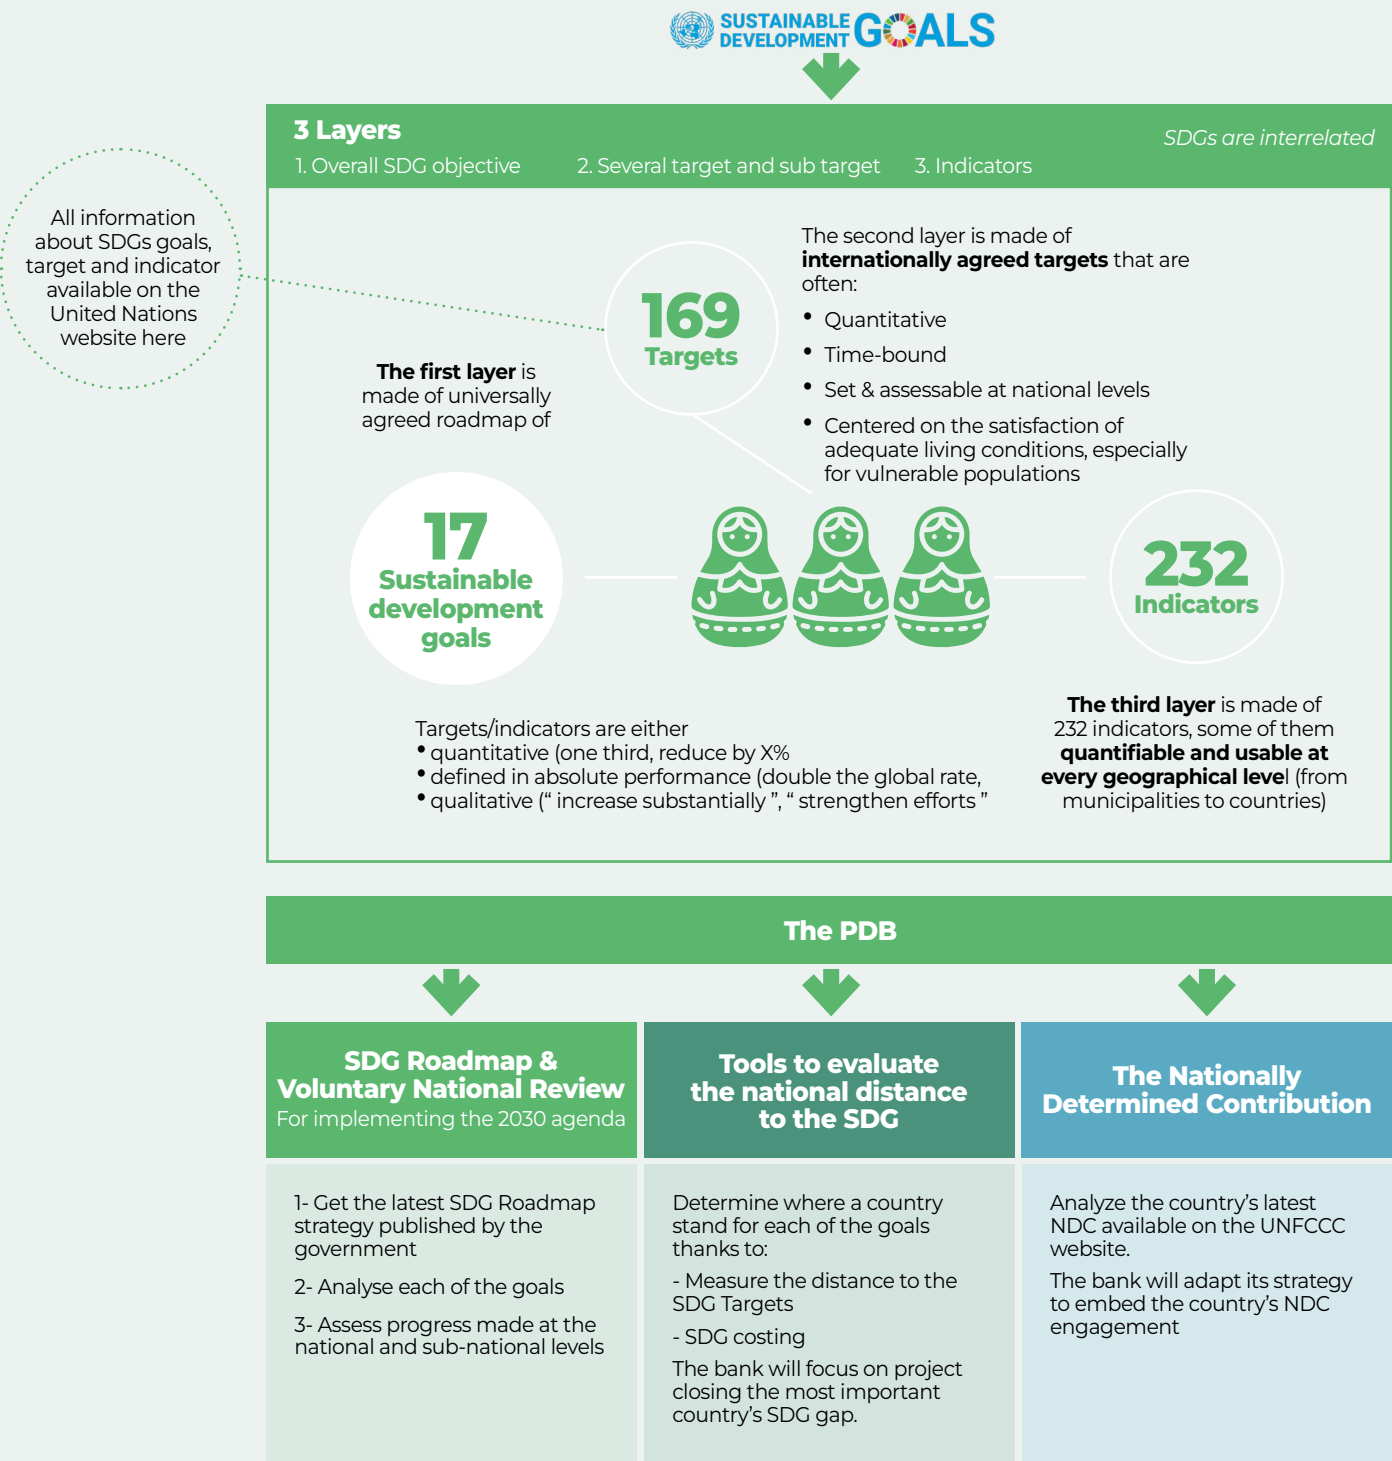 SUSTAINABLE
DEVELOPMENT GOALS
3 Layers
SDGs are interrelated
1. Overall SDG objective
2. Several target and sub target
3. Indicators
All information
about SDGs goals,
target and indicator
available on the
United Nations
website here
The first layer is
made of universally
agreed roadmap of
17
Sustainable
development
goals
169
Targets
The second layer is made of
internationally agreed targets that are
often:
• Quantitative
• Time-bound
• Set & assessable at national levels
• Centered on the satisfaction of
adequate living conditions, especially
for vulnerable populations
232
Indicators
The third layer is made of
232 indicators, some of them
quantifiable and usable at
every geographical level (from
municipalities to countries)
Targets/indicators are either
• quantitative (one third, reduce by X%
• defined in absolute performance (double the global rate,
• qualitative (“ increase substantially ”, “ strengthen efforts ”
The PDB
SDG Roadmap &
Voluntary National Review
For implementing the 2030 agenda
1- Get the latest SDG Roadmap
strategy published by the
government
2- Analyse each of the goals
3- Assess progress made at the
national and sub-national levels
Tools to evaluate
the national distance
to the SDG
Determine where a country
stand for each of the goals
thanks to:
- Measure the distance to the
SDG Targets
- SDG costing
The bank will focus on project
closing the most important
country’s SDG gap.
The Nationally
Determined Contribution
Analyze the country’s latest
NDC available on the UNFCCC
website.
The bank will adapt its strategy
to embed the country’s NDC
engagement